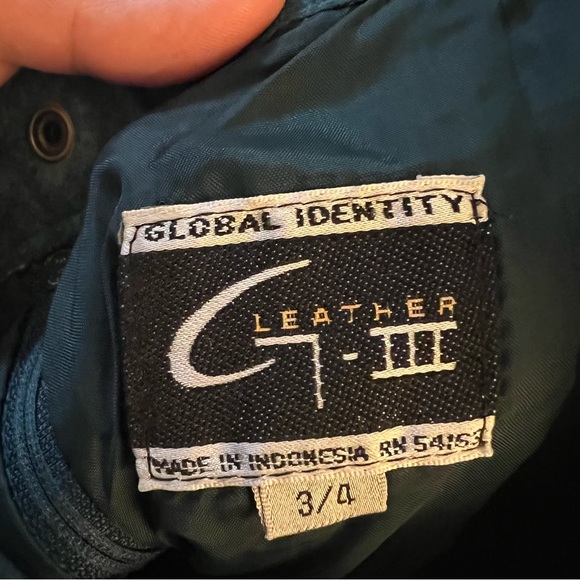 GLOBAL IDENTITY
LEATHER
G-III
MADE IN INDONESIA RN 54163
3/4